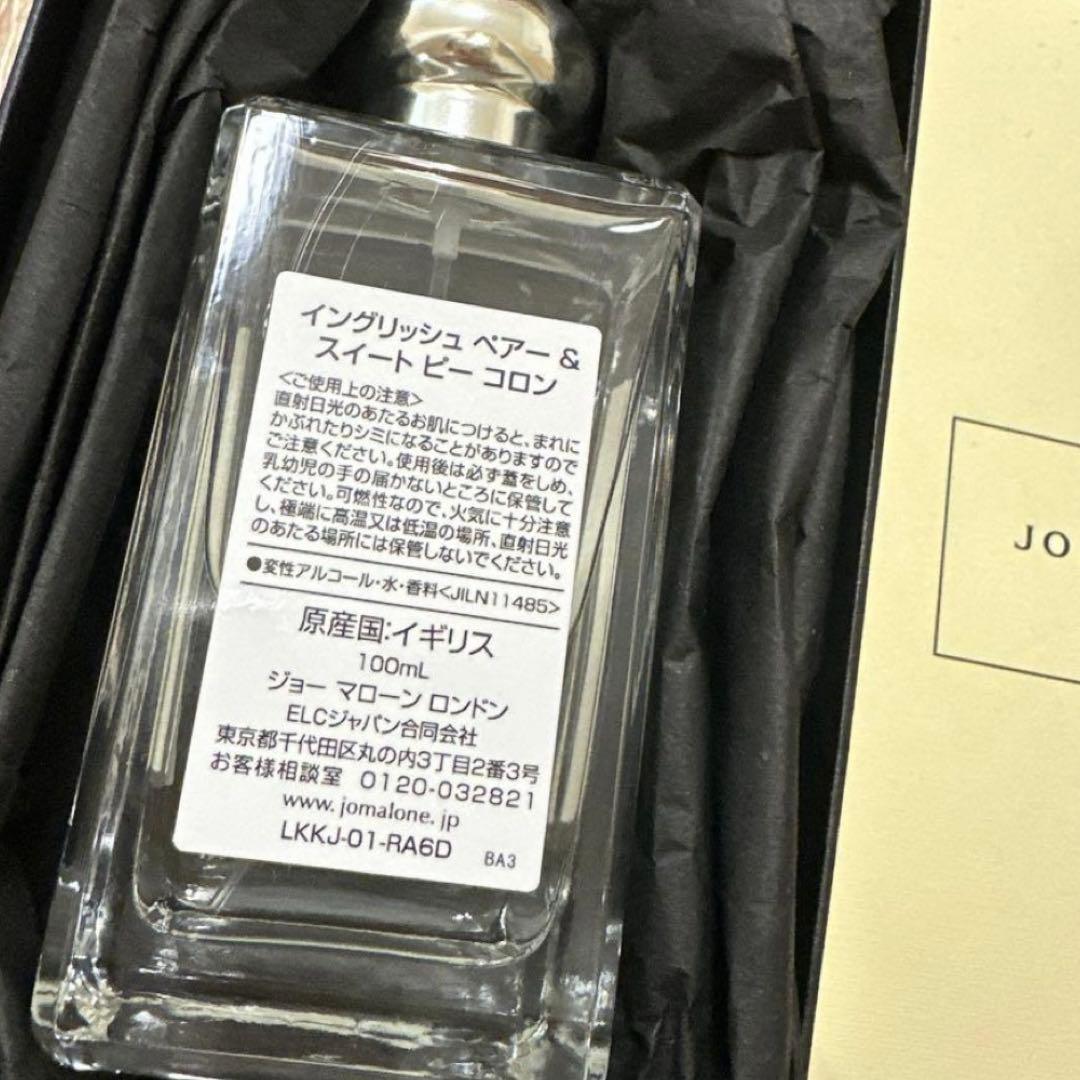 イングリッシュ ペアー &
スイート ピー コロン
<ご使用上の注意>
直射日光のあたるお肌につけると、まれに
かぶれたりシミになることがありますので
ご注意ください。使用後は必ず蓋をしめ、
乳幼児の手の届かないところに保管して
ください。可燃性なので、火気に十分注意
し、極端に高温又は低温の場所、直射日光
のあたる場所には保管しないでください。
●変性アルコール・水・香料<JILN11485>
原産国:イギリス
100mL
ジョー マローン ロンドン
ELCジャパン合同会社
東京都千代田区丸の内3丁目2番3号
お客様相談室 0120-032821
www.jomalone.jp
LKKJ-01-RA6D BA3
JO